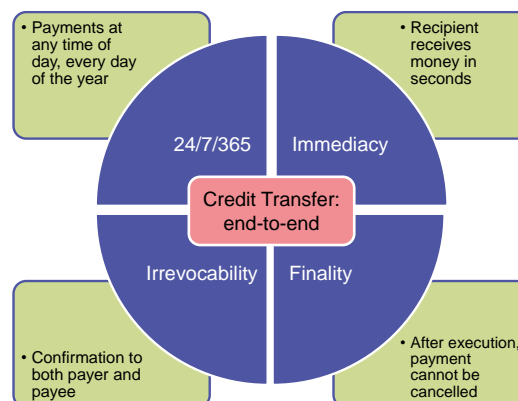 • Payments at
any time of
day, every day
of the year
• Recipient
receives
money in
seconds
24/7/365
Immediacy
Credit Transfer:
end-to-end
Irrevocability
Finality
• Confirmation to
both payer and
payee
• After execution,
payment
cannot be
cancelled